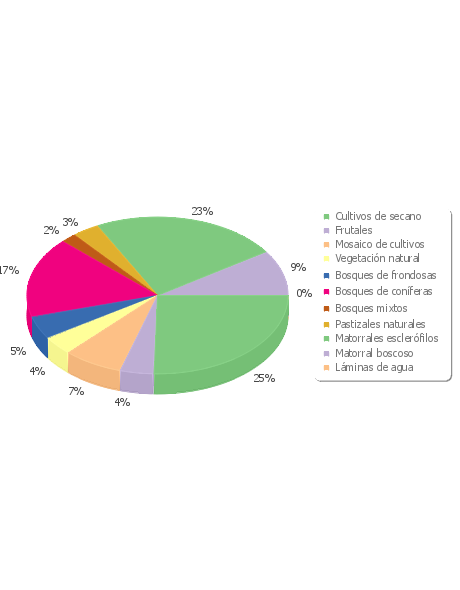 23%
3%
2%
17%
9%
0%
5%
4%
7%
4%
25%
Cultivos de secano
Frutales
Mosaico de cultivos
Vegetación natural
Bosques de frondosas
Bosques de coníferas
Bosques mixtos
Pastizales naturales
Matorrales esclerófilos
Matorral boscoso
Láminas de agua